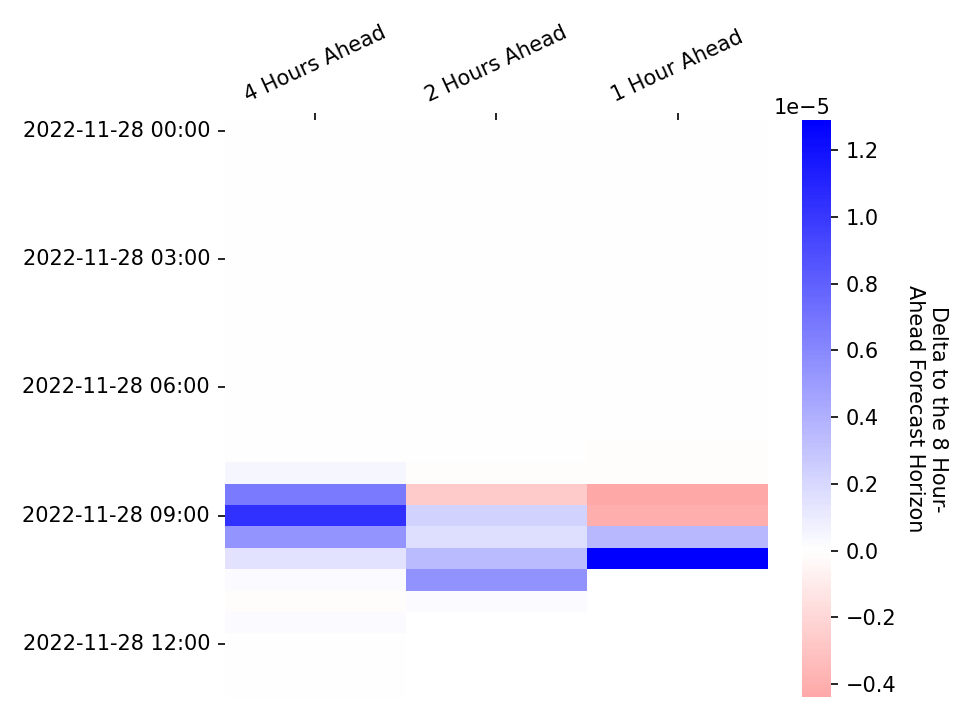 4 Hours Ahead
2 Hours Ahead
1 Hour Ahead
1e−5
2022-11-28 00:00
2022-11-28 03:00
2022-11-28 06:00
2022-11-28 09:00
2022-11-28 12:00
1.2
1.0
0.8
0.6
0.4
0.2
0.0
−0.2
−0.4
Delta to the 8 Hour-
Ahead Forecast Horizon